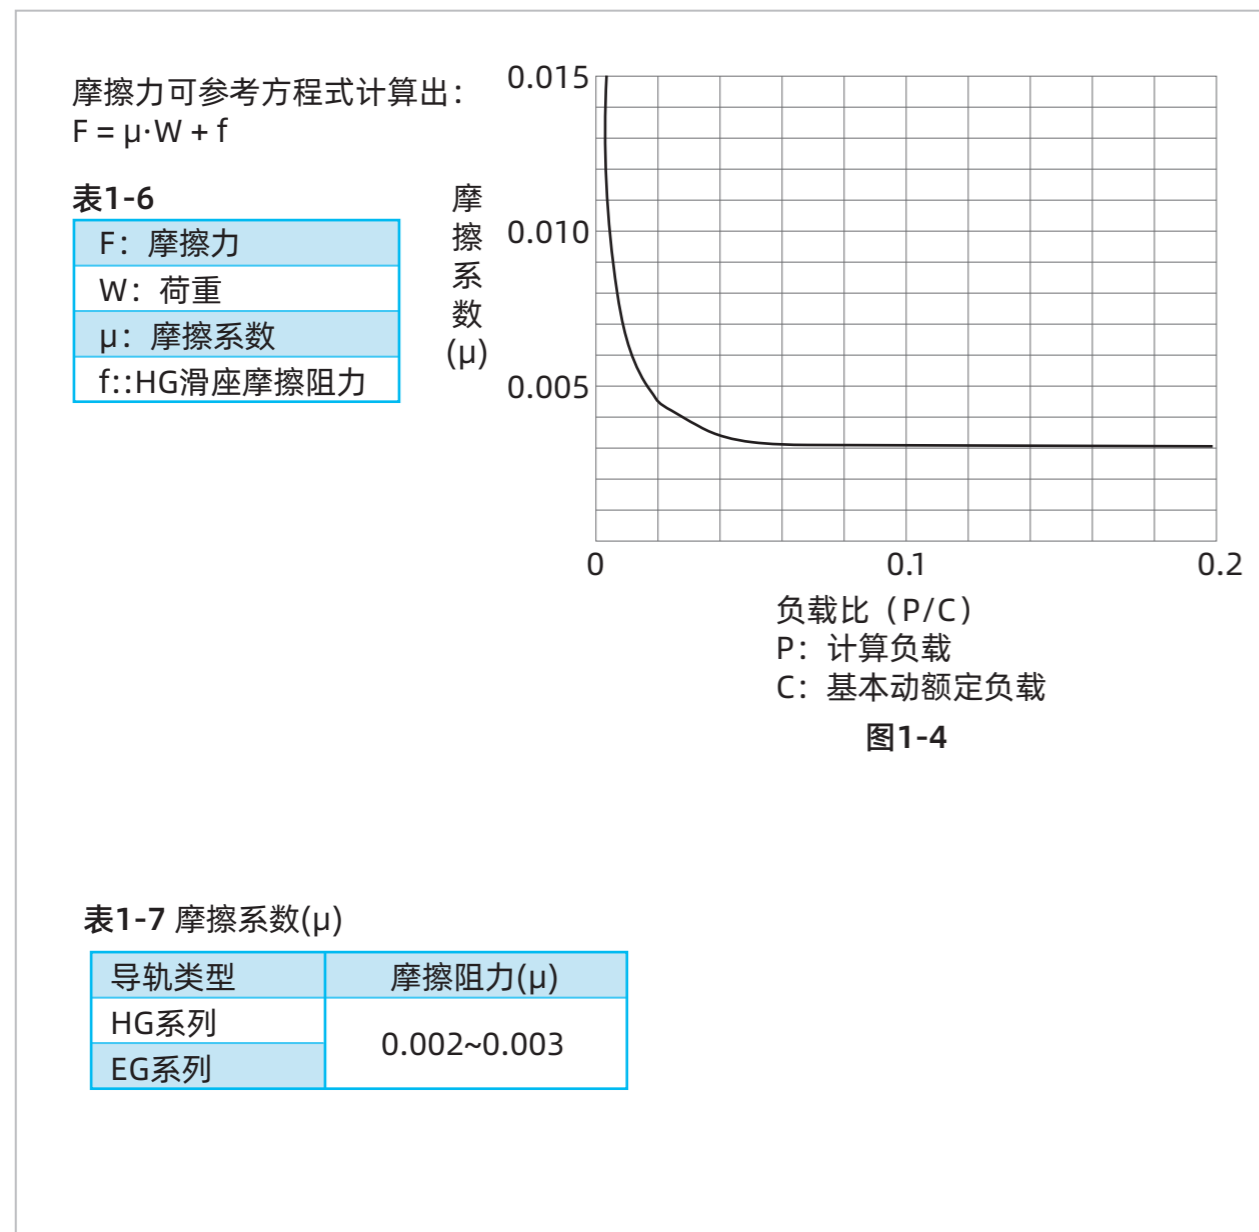 摩擦力可参考方程式计算出：
F = μ·W + f
表1-6
F：摩擦力
W：荷重
μ：摩擦系数
f::HG滑座摩擦阻力
摩
擦
系
数
(μ)
0.015
0.010
0.005
0
0.1
0.2
负载比（P/C）
P：计算负载
C：基本动额定负载
图1-4
表1-7 摩擦系数(μ)
导轨类型 摩擦阻力(μ)
HG系列
0.002~0.003
EG系列